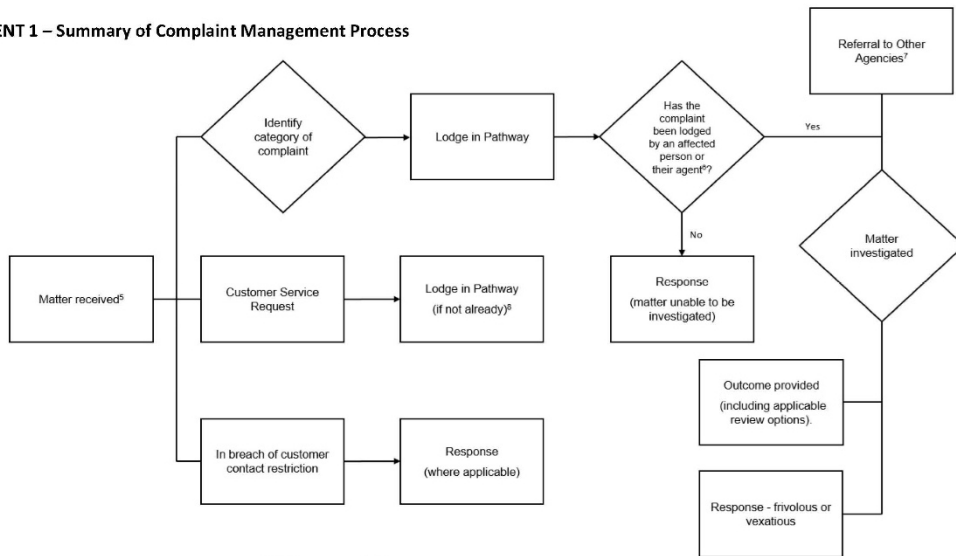 ENT 1 – Summary of Complaint Management Process
Referral to Other
Agencies⁷
Identify
category of
complaint
Lodge in Pathway
Has the
complaint
been lodged
by an affected
person or
their agent⁶?
Yes
No
Matter
investigated
Matter received⁵
Customer Service
Request
Lodge in Pathway
(if not already)⁸
Response
(matter unable to be
investigated)
Outcome provided
(including applicable
review options).
In breach of customer
contact restriction
Response
(where applicable)
Response - frivolous or
vexatious